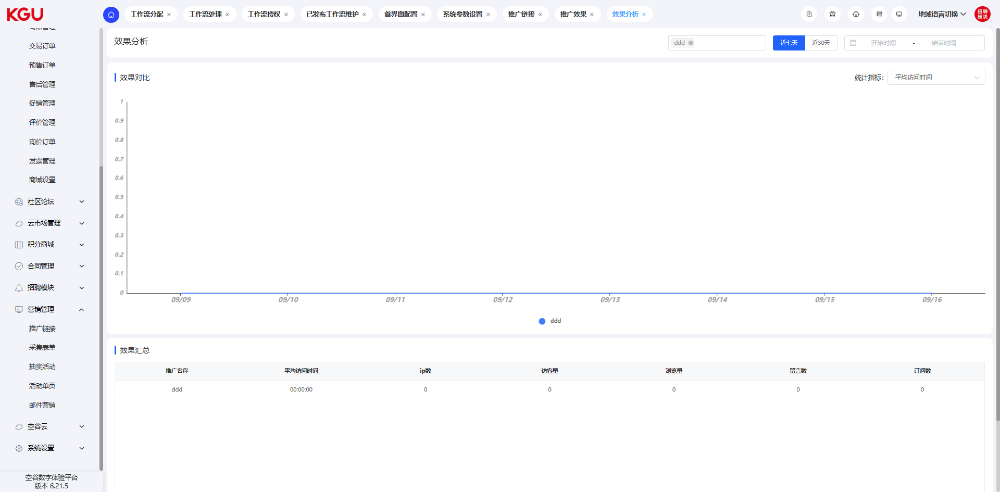 KGU
工作流分配
工作流处理
工作流授权
已发布工作流维护
首界面配置
系统参数设置
推广链接
推广效果
效果分析
地域语言切换
招聘
模块
商品管理
交易订单
预售订单
售后管理
促销管理
评价管理
询价订单
发票管理
商城设置
社区论坛
云市场管理
积分商城
合同管理
招聘模块
营销管理
推广链接
采集表单
抽奖活动
活动单页
邮件营销
空谷云
系统设置
空谷数字体验平台
版本 6.21.5
效果分析
ddd
近七天
近30天
开始时间 - 结束时间
效果对比
统计指标: 平均访问时间
1
0.9
0.8
0.7
0.6
0.5
0.4
0.3
0.2
0.1
0
09/09 09/10 09/11 09/12 09/13 09/14 09/15 09/16
ddd
效果汇总
推广名称 平均访问时间 ip数 访客量 浏览量 留言数 订阅数
ddd 00:00:00 0 0 0 0 0